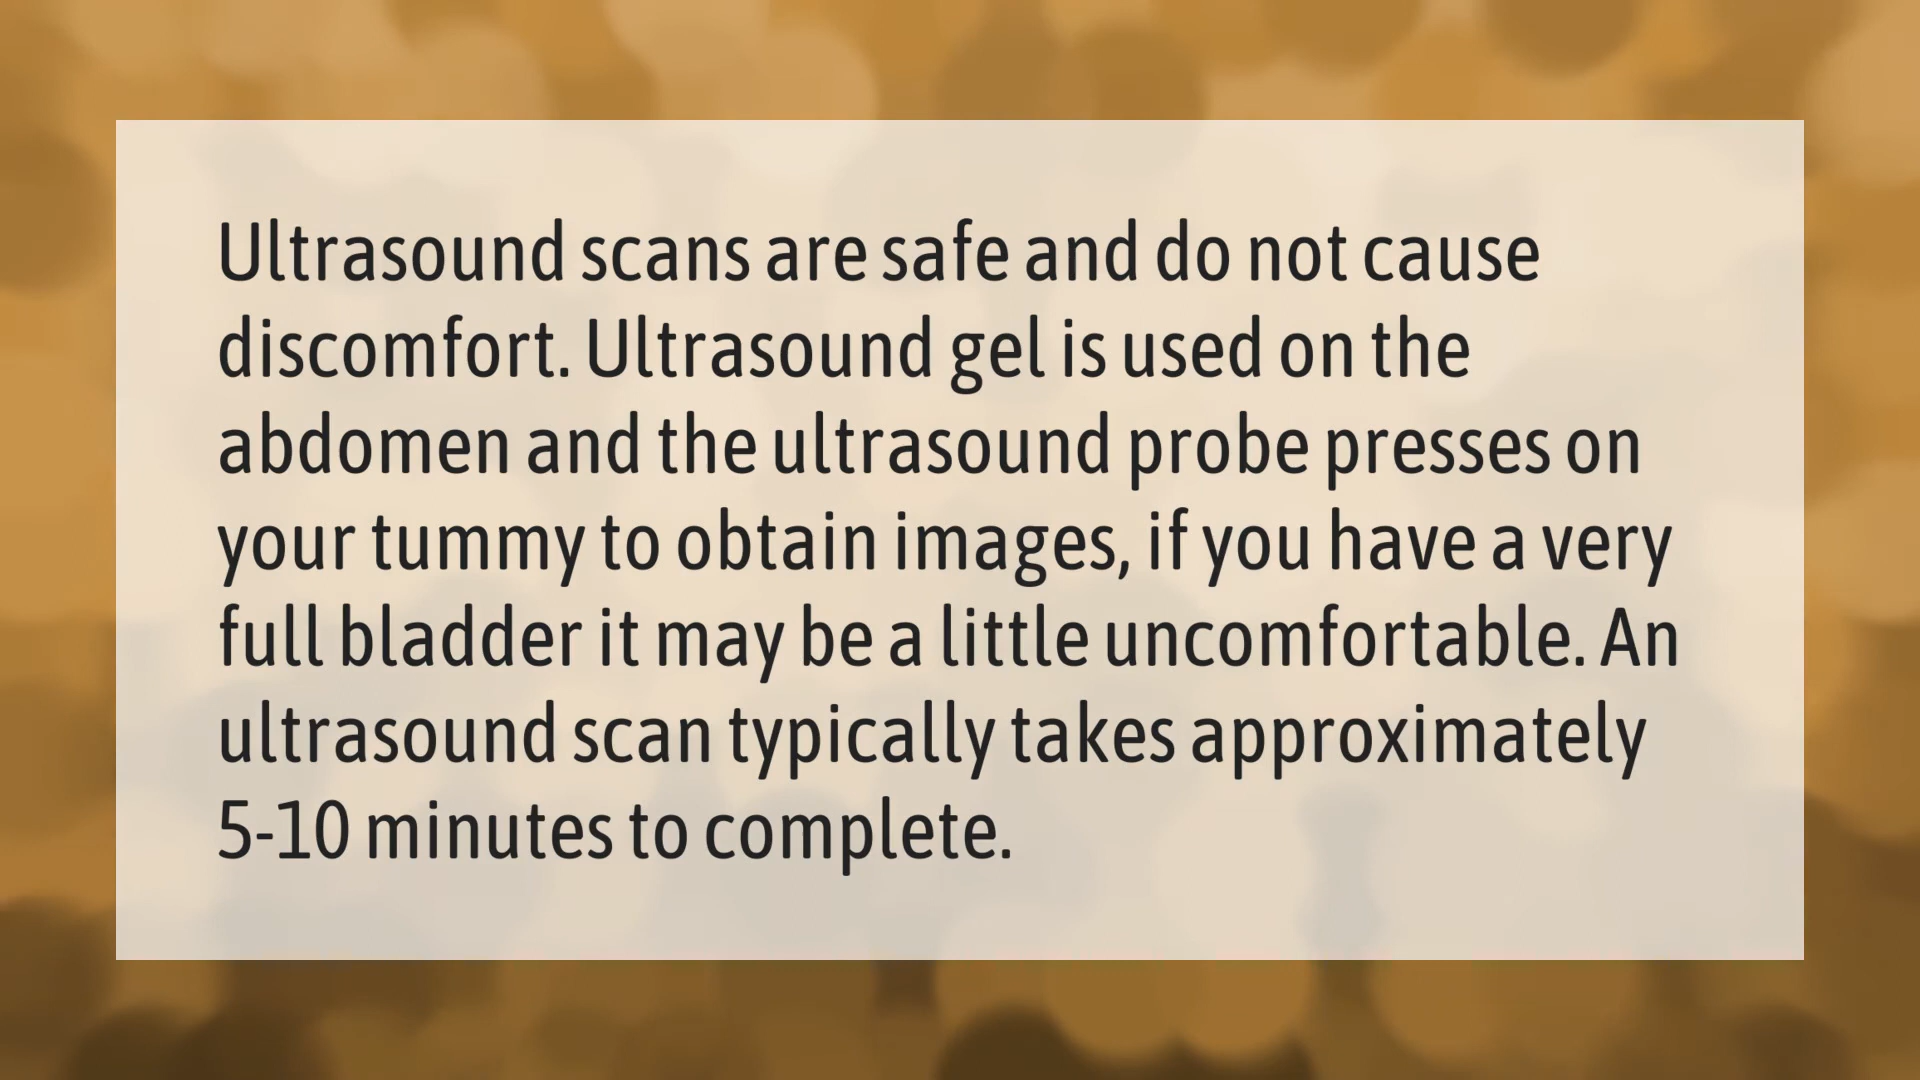 Ultrasound scans are safe and do not cause
discomfort. Ultrasound gel is used on the
abdomen and the ultrasound probe presses on
your tummy to obtain images, if you have a very
full bladder it may be a little uncomfortable. An
ultrasound scan typically takes approximately
5-10 minutes to complete.